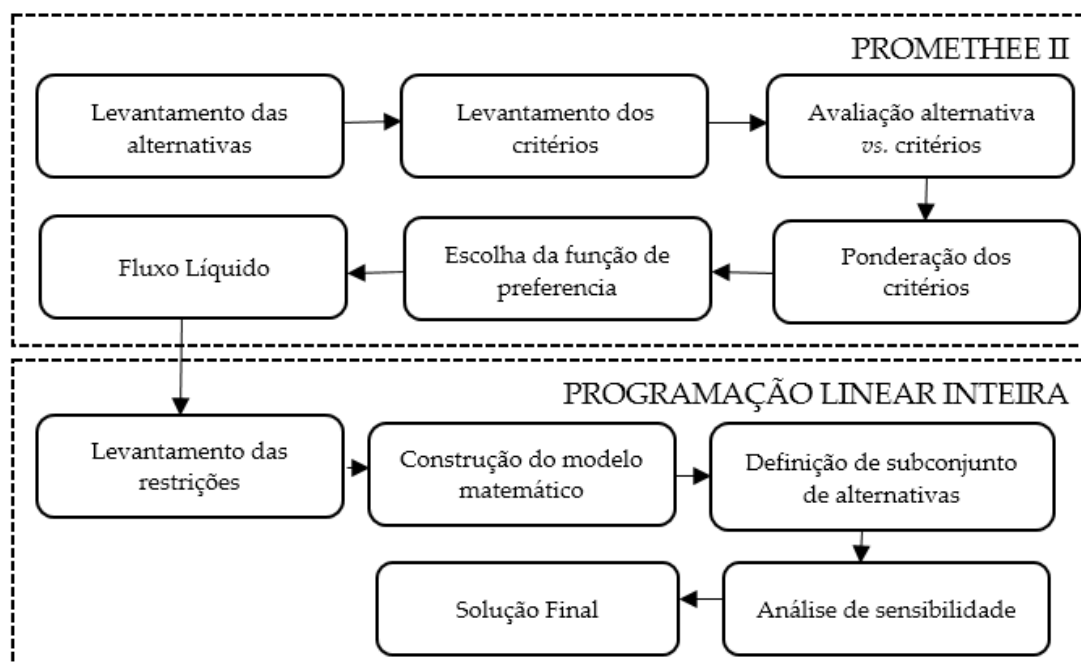 PROMETHEE II
Levantamento das
alternativas
Levantamento dos
critérios
Avaliação alternativa
vs. critérios
Ponderação dos
critérios
Escolha da função de
preferencia
Fluxo Líquido
PROGRAMAÇÃO LINEAR INTEIRA
Levantamento das
restrições
Construção do modelo
matemático
Definição de subconjunto
de alternativas
Análise de sensibilidade
Solução Final